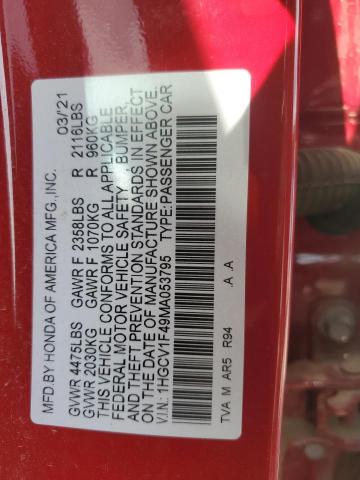 MFD BY HONDA OF AMERICA MFG.,INC. 03/'21
GVWR 4475LBS GAWR F 2358LBS R 2116LBS
GVWR 2030KG GAWR F 1070KG R 960KG
THIS VEHICLE CONFORMS TO ALL APPLICABLE
FEDERAL MOTOR VEHICLE SAFETY, BUMPER,
AND THEFT PREVENTION STANDARDS IN EFFECT
ON THE DATE OF MANUFACTURE SHOWN ABOVE.
V.I.N.: 1HGCV1F49MA053795 TYPE:PASSENGER CAR
TVA M AR5 R94 .A .A